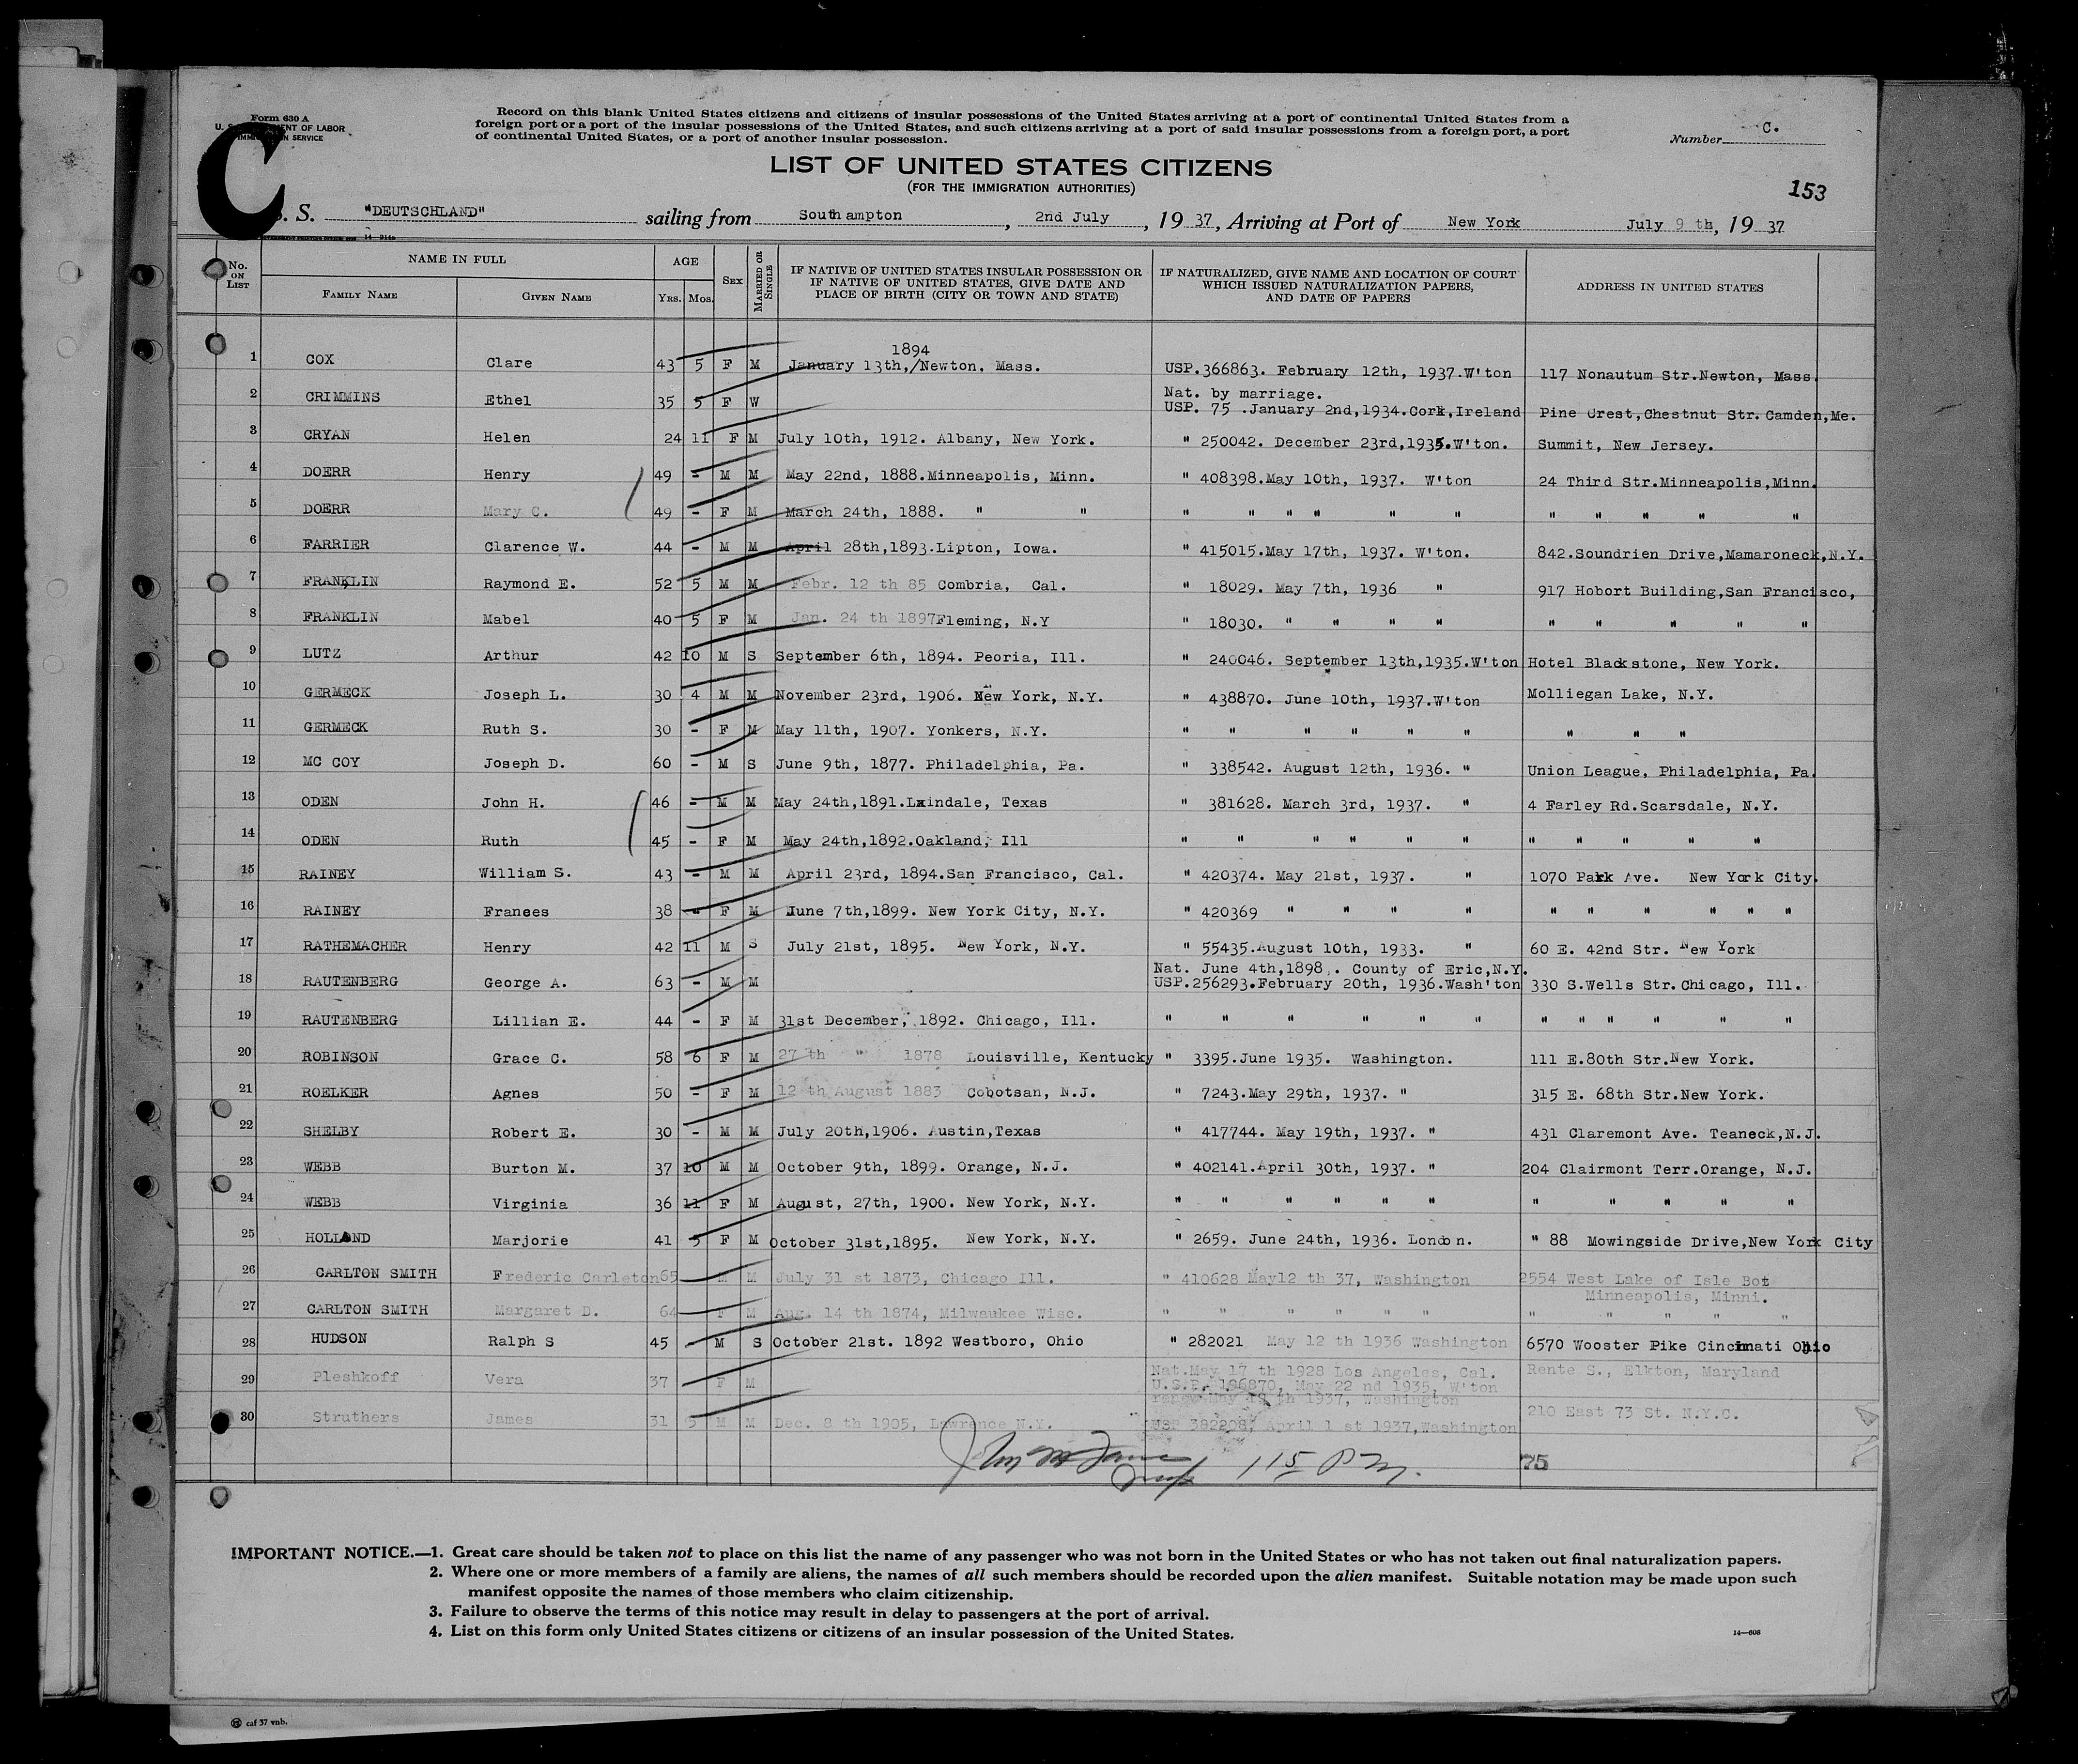 Form 630 A
U. S. DEPARTMENT OF LABOR
IMMIGRATION SERVICE
C
Record on this blank United States citizens and citizens of insular possessions of the United States arriving at a port of continental United States from a
foreign port or a port of the insular possessions of the United States, and such citizens arriving at a port of said insular possessions from a foreign port, a port
of continental United States, or a port of another insular possession.
Number C.
LIST OF UNITED STATES CITIZENS
(FOR THE IMMIGRATION AUTHORITIES)
153
S. S. "DEUTSCHLAND" sailing from Southampton, 2nd July, 1937, Arriving at Port of New York July 9 th, 1937
No. ON LIST
NAME IN FULL
FAMILY NAME
GIVEN NAME
AGE
YRS. MOS.
SEX
MARRIED OR SINGLE
IF NATIVE OF UNITED STATES INSULAR POSSESSION OR
IF NATIVE OF UNITED STATES, GIVE DATE AND
PLACE OF BIRTH (CITY OR TOWN AND STATE)
IF NATURALIZED, GIVE NAME AND LOCATION OF COURT
WHICH ISSUED NATURALIZATION PAPERS,
AND DATE OF PAPERS
ADDRESS IN UNITED STATES
1894
1 COX Clare 43 5 F M January 13th,/Newton. Mass. USP.366863. February 12th, 1937.W'ton 117 Nonautum Str.Newton, Mass.
Nat. by marriage.
2 CRIMMINS Ethel 35 5 F W USP. 75 .January 2nd,1934.Cork,Ireland Pine Crest,Chestnut Str.Camden,Me.
3 CRYAN Helen 24 11 F M July 10th, 1912. Albany, New York. " 250042. December 23rd,1935.W'ton. Summit, New Jersey.
4 DOERR Henry 49 - M M May 22nd, 1888.Minneapolis, Minn. " 408398.May 10th, 1937. W'ton 24 Third Str.Minneapolis,Minn.
5 DOERR Mary C. 49 - F M March 24th, 1888. " " " " " " " " " " " " "
6 FARRIER Clarence W. 44 - M M April 28th,1893.Lipton, Iowa. " 415015.May 17th, 1937. W'ton. 842.Soundrien Drive,Mamaroneck,N.Y.
7 FRANKLIN Raymond E. 52 5 M M Febr. 12 th 85 Combria, Cal. " 18029. May 7th, 1936 " 917 Hobort Building,San Francisco,
8 FRANKLIN Mabel 40 5 F M Jan. 24 th 1897Fleming, N.Y " 18030. " " " " " " " " "
9 LUTZ Arthur 42 10 M S September 6th, 1894. Peoria, Ill. " 240046. September 13th,1935.W'ton Hotel Blackstone, New York.
10 GERMECK Joseph L. 30 4 M M November 23rd, 1906. New York, N.Y. " 438870. June 10th, 1937.W'ton Molliegan Lake, N.Y.
11 GERMECK Ruth S. 30 - F M May 11th, 1907. Yonkers, N.Y. " " " " " " " " "
12 MC COY Joseph D. 60 - M S June 9th, 1877. Philadelphia, Pa. " 338542. August 12th, 1936. " Union League, Philadelphia, Pa.
13 ODEN John H. 46 - M M May 24th,1891.Lxindale, Texas " 381628. March 3rd, 1937. " 4 Farley Rd.Scarsdale, N.Y.
14 ODEN Ruth 45 - F M May 24th,1892.Oakland, Ill " " " " " " " " " " "
15 RAINEY William S. 43 - M M April 23rd, 1894.San Francisco, Cal. " 420374. May 21st, 1937. " 1070 Park Ave. New York City.
16 RAINEY Franees 38 - F M June 7th,1899. New York City, N.Y. " 420369 " " " " " " " " " "
17 RATHEMACHER Henry 42 11 M S July 21st, 1895. New York, N.Y. " 55435.August 10th, 1933. " 60 E. 42nd Str. New York
Nat. June 4th,1898,. County of Eric,N.Y.
18 RAUTENBERG George A. 63 - M M USP.256293.February 20th, 1936.Wash'ton 330 S.Wells Str.Chicago, Ill.
19 RAUTENBERG Lillian E. 44 - F M 31st December, 1892. Chicago, Ill. " " " " " " " " " " " "
20 ROBINSON Grace C. 58 6 F M 27 th " 1878 Louisville, Kentucky " 3395.June 1935. Washington. 111 E.80th Str.New York.
21 ROELKER Agnes 50 - F M 12 th August 1883 Cobotsan, N.J. " 7243.May 29th, 1937. " 315 E. 68th Str.New York.
22 SHELBY Robert E. 30 - M M July 20th,1906. Austin,Texas " 417744. May 19th, 1937. " 431 Claremont Ave. Teaneck,N.J.
23 WEBB Burton M. 37 10 M M October 9th, 1899. Orange, N.J. " 402141.April 30th, 1937. " 204 Clairmont Terr.Orange, N.J.
24 WEBB Virginia 36 11 F M August, 27th, 1900. New York, N.Y. " " " " " " " " " " "
25 HOLLAND Marjorie 41 5 F M October 31st,1895. New York, N.Y. " 2659. June 24th, 1936. London. " 88 Mowingside Drive,New York City
26 CARLTON SMITH Frederic Carleton 65 M M July 31 st 1873, Chicago Ill. " 410628 May12 th 37, Washington 2554 West Lake of Isle Bot
Minneapolis, Minni.
27 CARLTON SMITH Margaret D. 64 F M Aug. 14 th 1874, Milwaukee Wisc. " " " " " " " " " " "
28 HUDSON Ralph S 45 M S October 21st. 1892 Westboro, Ohio " 282021 May 12 th 1936 Washington 6570 Wooster Pike Cincinnati Ohio
29 Pleshkoff Vera 37 F M Nat.May 17 th 1928 Los Angeles, Cal. Rente S., Elkton, Maryland
U.S.P. 106870, May 22 nd 1935, W'ton
renew May th 1937, Washington
30 Struthers James 31 5 M M Dec. 8 th 1905, Lawrence N.Y. USP 382208, April 1 st 1937,Washington 210 East 73 St. N.Y.C.
75
IMPORTANT NOTICE.—1. Great care should be taken not to place on this list the name of any passenger who was not born in the United States or who has not taken out final naturalization papers.
2. Where one or more members of a family are aliens, the names of all such members should be recorded upon the alien manifest. Suitable notation may be made upon such
manifest opposite the names of those members who claim citizenship.
3. Failure to observe the terms of this notice may result in delay to passengers at the port of arrival.
4. List on this form only United States citizens or citizens of an insular possession of the United States.
14—608
caf 37 vnb.